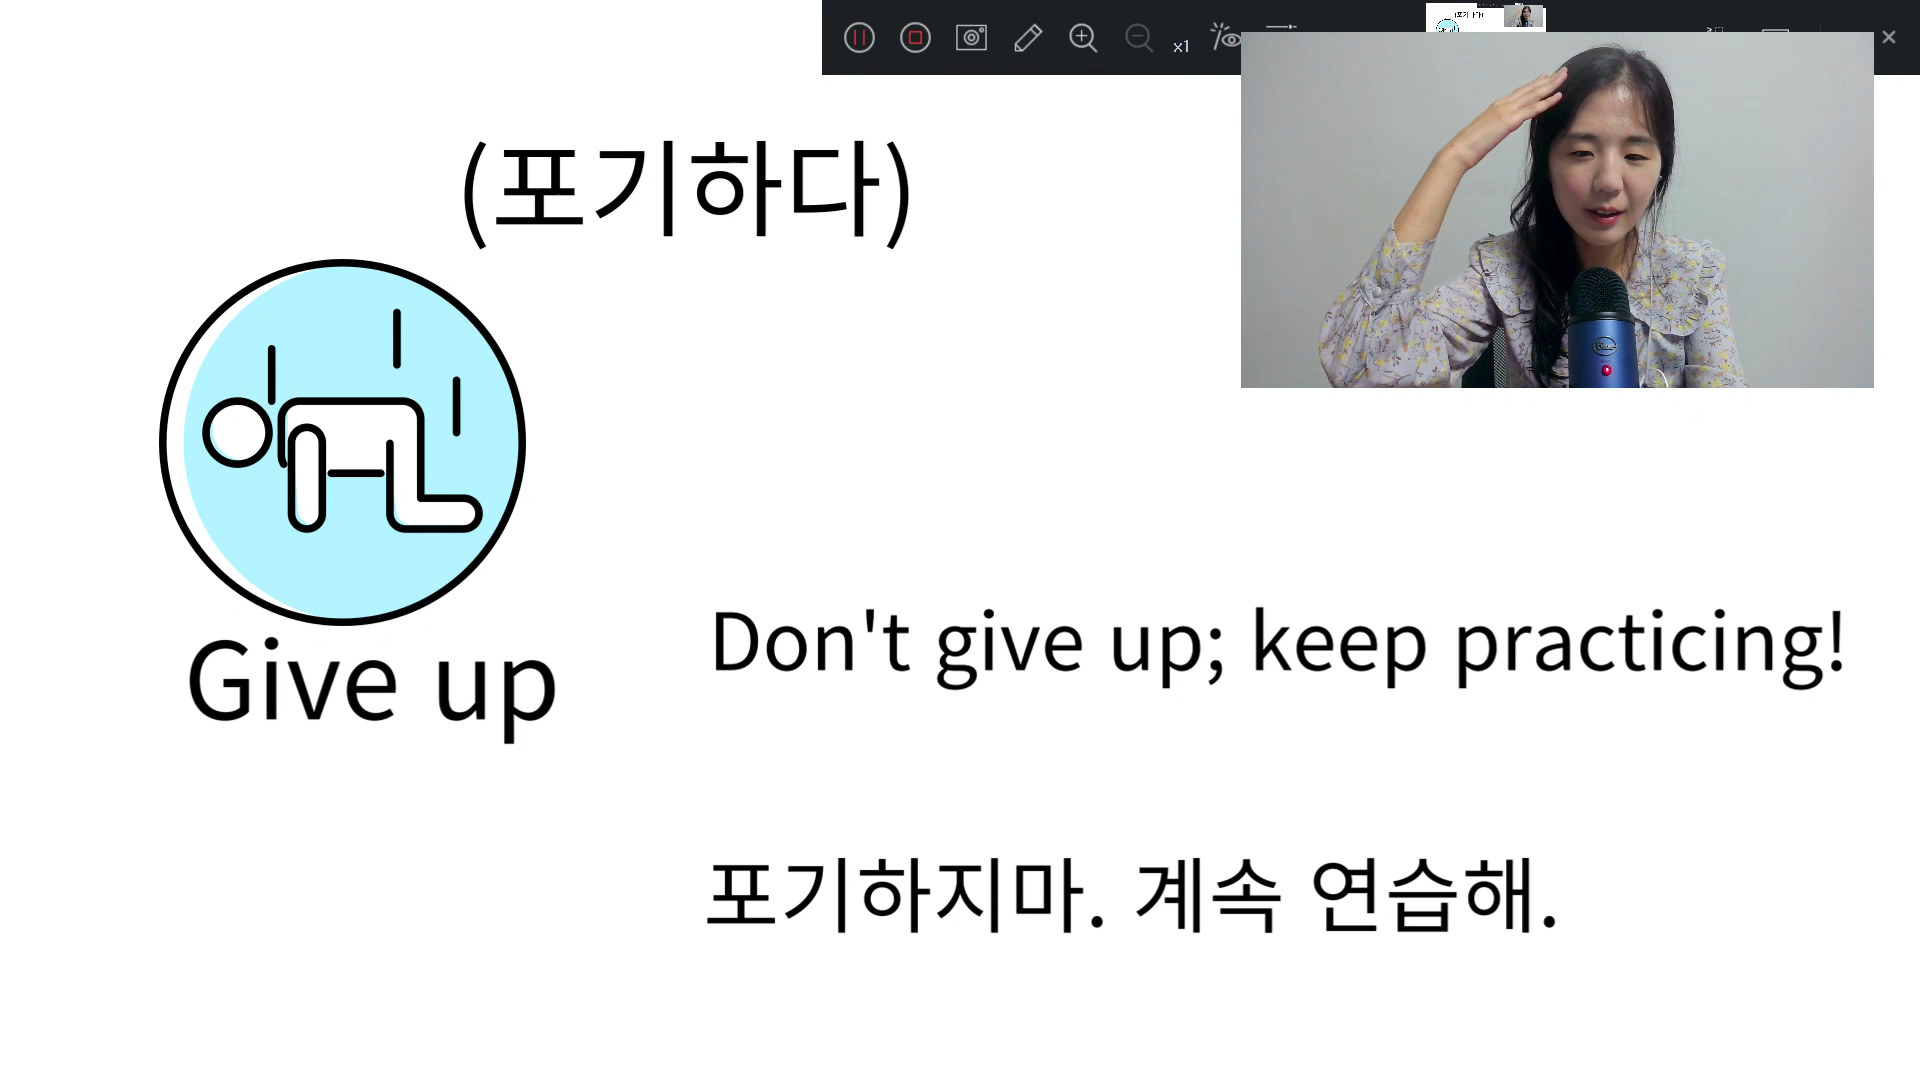 x1
(포기하다)
Give up
Don't give up; keep practicing!
포기하지마. 계속 연습해.